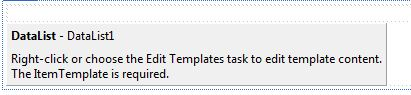 DataList - DataList1
Right-click or choose the Edit Templates task to edit template content.
The ItemTemplate is required.